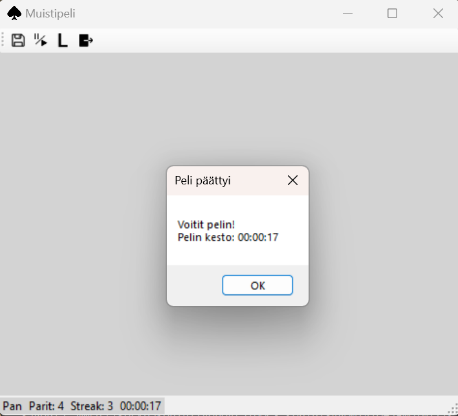 Muistipeli
L
Peli päättyi
Voitit pelin!
Pelin kesto: 00:00:17
OK
Pan Parit: 4 Streak: 3 00:00:17